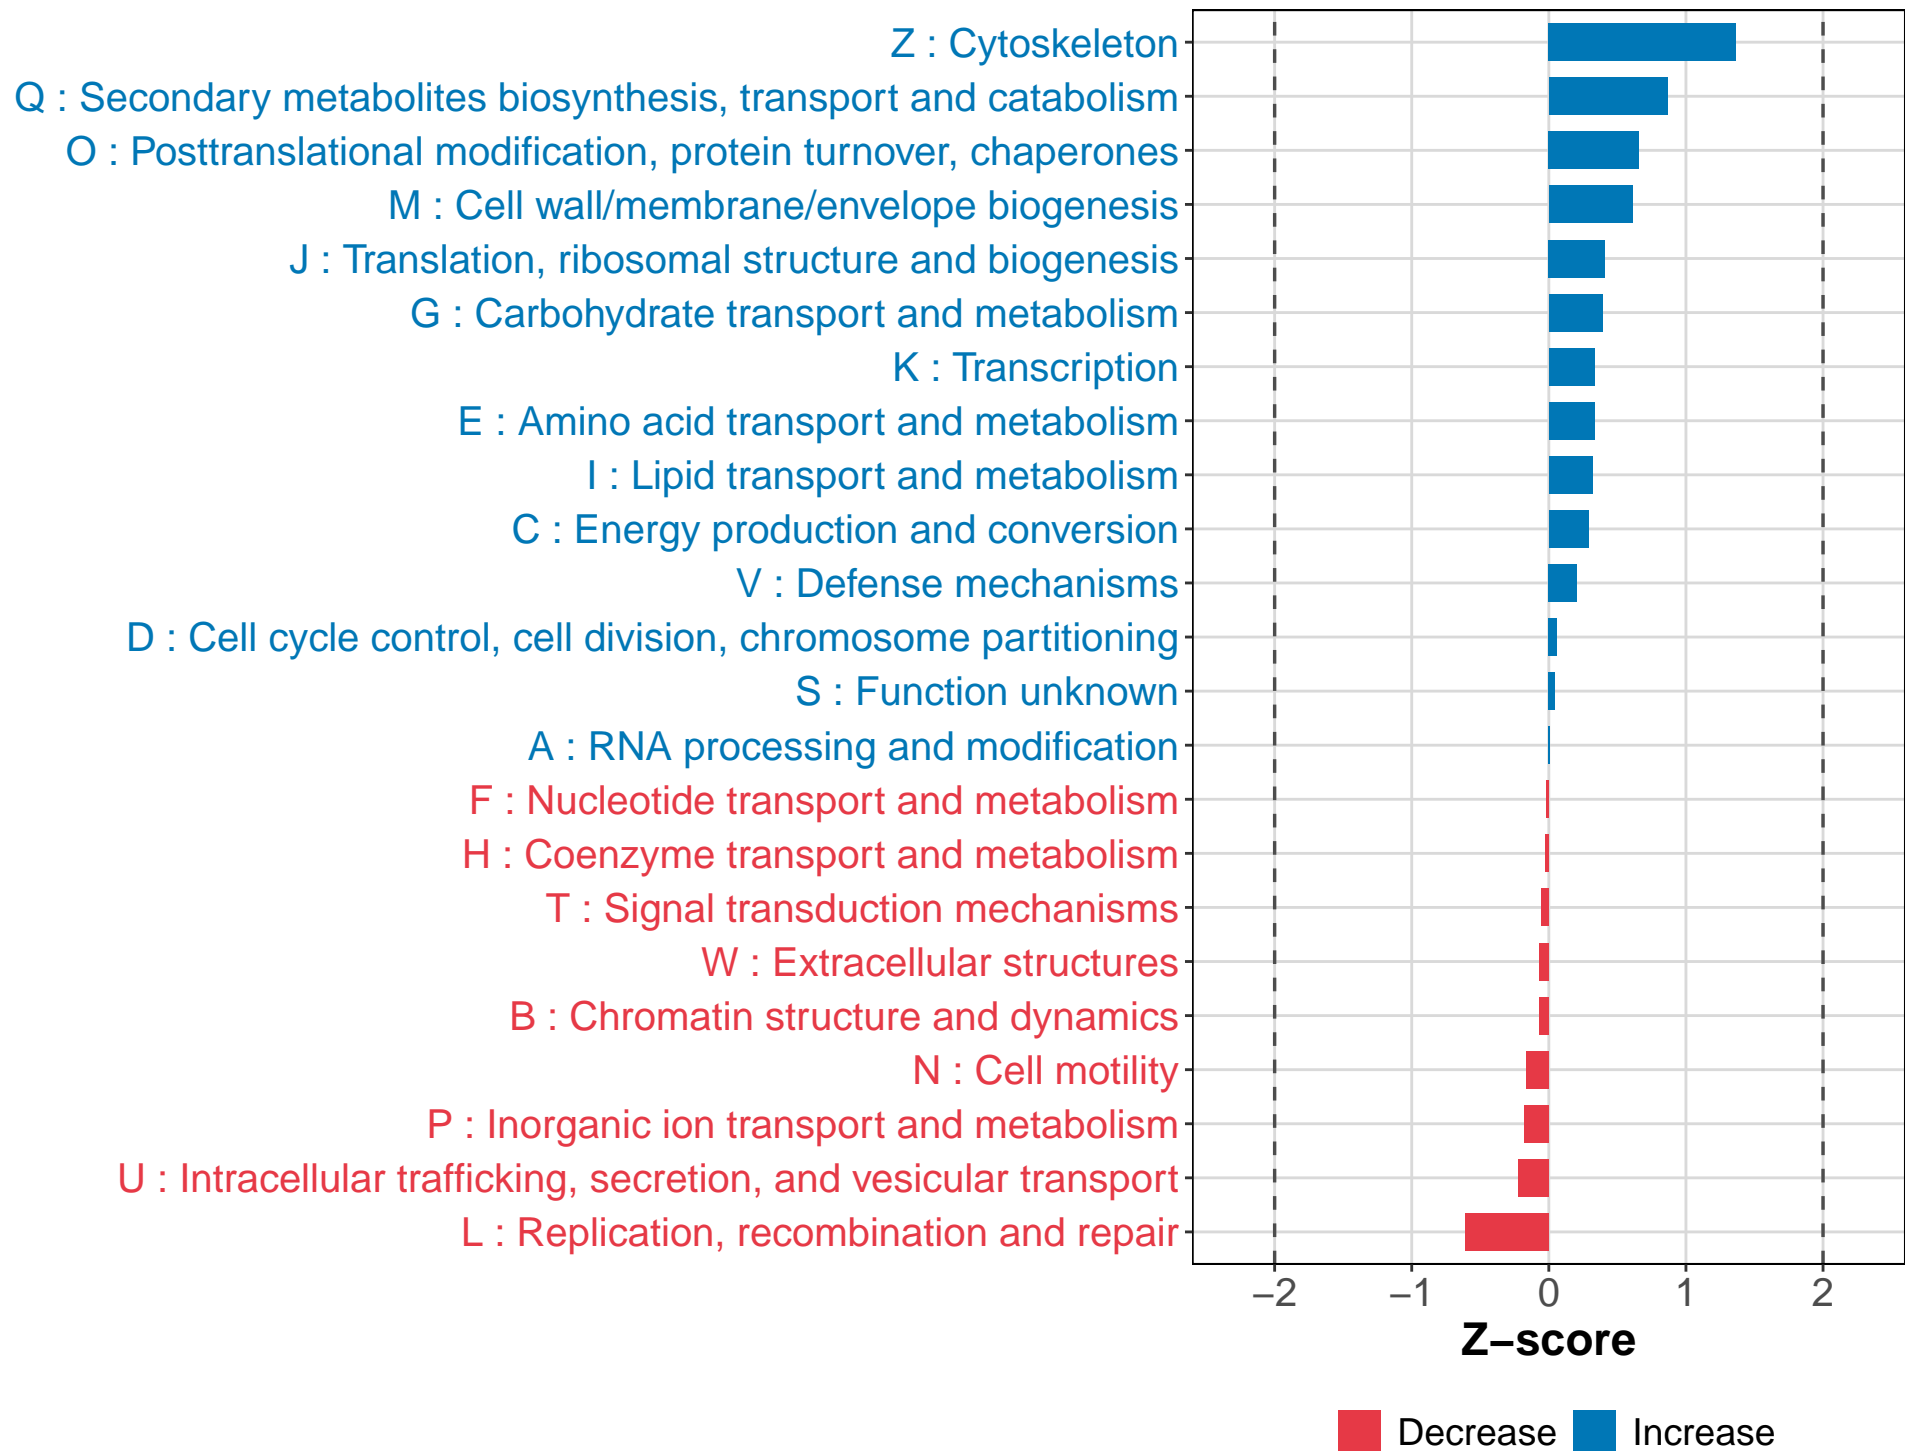 Z : Cytoskeleton
Q : Secondary metabolites biosynthesis, transport and catabolism
O : Posttranslational modification, protein turnover, chaperones
M : Cell wall/membrane/envelope biogenesis
J : Translation, ribosomal structure and biogenesis
G : Carbohydrate transport and metabolism
K : Transcription
E : Amino acid transport and metabolism
I : Lipid transport and metabolism
C : Energy production and conversion
V : Defense mechanisms
D : Cell cycle control, cell division, chromosome partitioning
S : Function unknown
A : RNA processing and modification
F : Nucleotide transport and metabolism
H : Coenzyme transport and metabolism
T : Signal transduction mechanisms
W : Extracellular structures
B : Chromatin structure and dynamics
N : Cell motility
P : Inorganic ion transport and metabolism
U : Intracellular trafficking, secretion, and vesicular transport
L : Replication, recombination and repair
−2 −1 0 1 2
Z−score
Decrease Increase